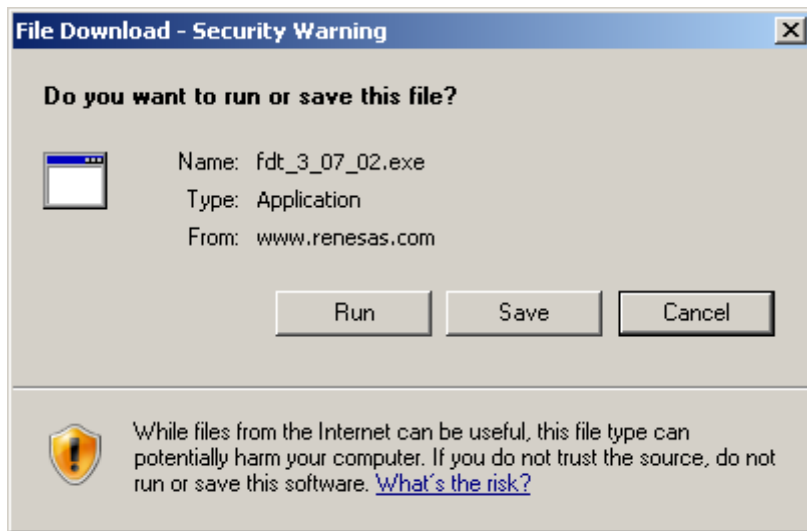 File Download - Security Warning
Do you want to run or save this file?
Name: fdt_3_07_02.exe
Type: Application
From: www.renesas.com
Run Save Cancel
While files from the Internet can be useful, this file type can
potentially harm your computer. If you do not trust the source, do not
run or save this software. What's the risk?